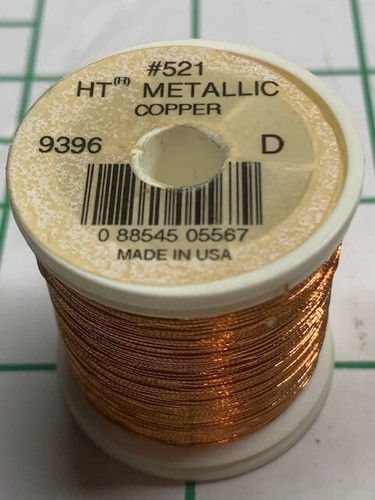 #521
HT(R) METALLIC
COPPER
9396 D
0 88545 05567
MADE IN USA